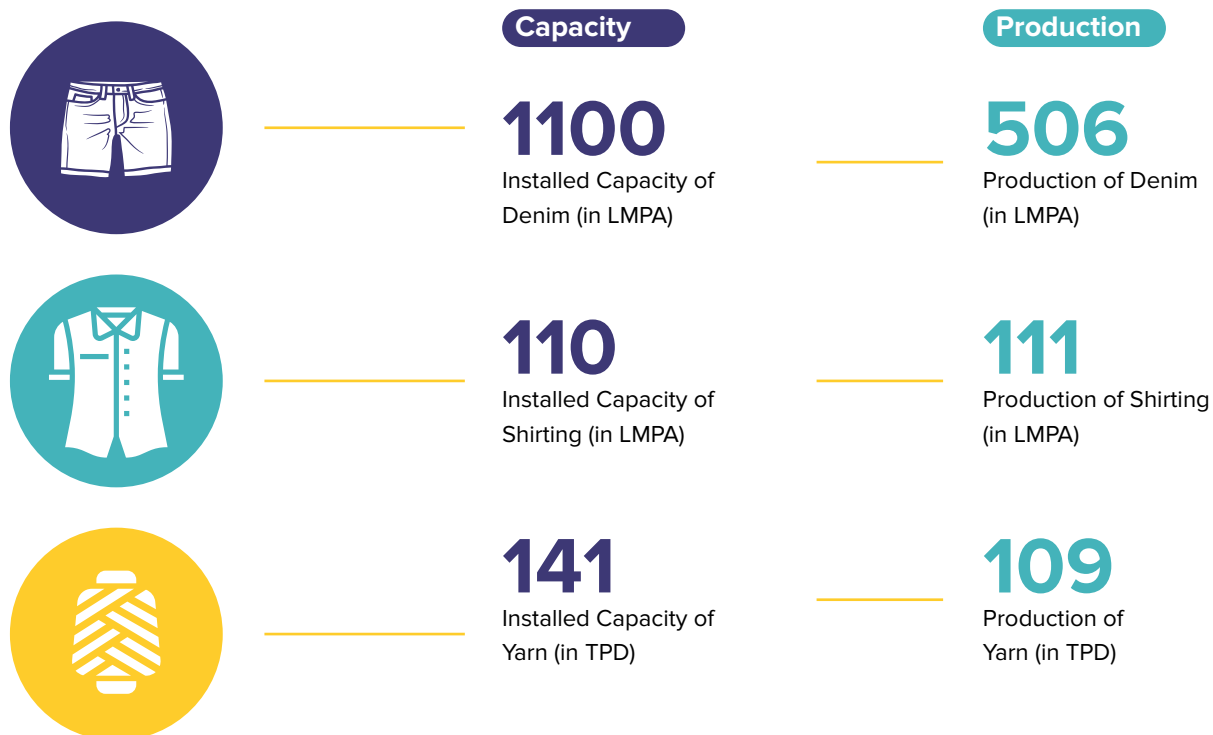 Capacity
Production
1100
Installed Capacity of
Denim (in LMPA)
506
Production of Denim
(in LMPA)
110
Installed Capacity of
Shirting (in LMPA)
111
Production of Shirting
(in LMPA)
141
Installed Capacity of
Yarn (in TPD)
109
Production of
Yarn (in TPD)